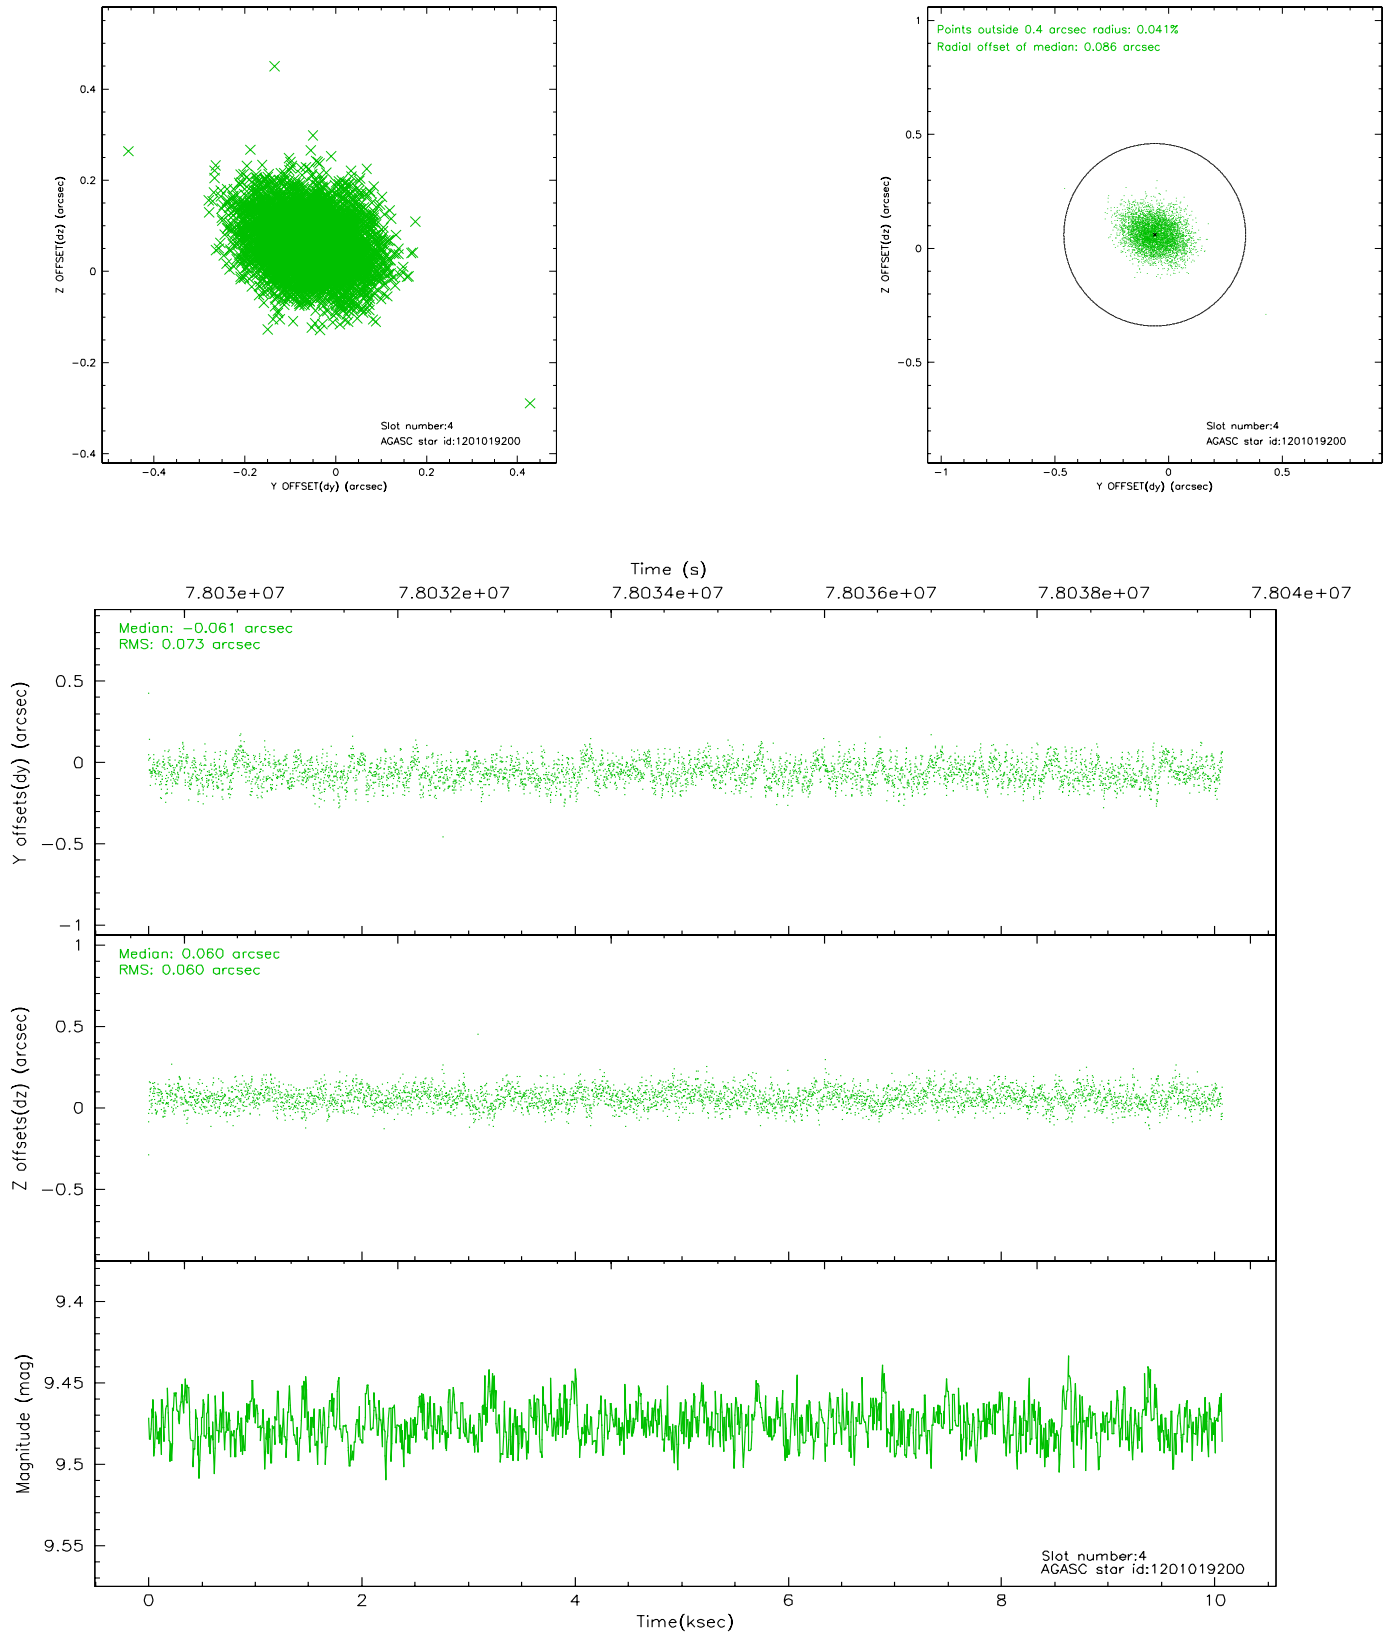 0.4
0.2
0
−0.2
−0.4
Z OFFSET(dz) (arcsec)
Slot number:4
AGASC star id:1201019200
−0.4 −0.2 0 0.2 0.4
Y OFFSET(dy) (arcsec)
Points outside 0.4 arcsec radius: 0.041%
Radial offset of median: 0.086 arcsec
1
0.5
0
−0.5
Z OFFSET(dz) (arcsec)
Slot number:4
AGASC star id:1201019200
−1 −0.5 0 0.5
Y OFFSET(dy) (arcsec)
Time (s)
7.803e+07 7.8032e+07 7.8034e+07 7.8036e+07 7.8038e+07 7.804e+07
Median: −0.061 arcsec
RMS: 0.073 arcsec
0.5
0
−0.5
−1
Y offsets(dy) (arcsec)
Median: 0.060 arcsec
RMS: 0.060 arcsec
1
0.5
0
−0.5
Z offsets(dz) (arcsec)
9.4
9.45
9.5
9.55
Magnitude (mag)
Slot number:4
AGASC star id:1201019200
0 2 4 6 8 10
Time(ksec)